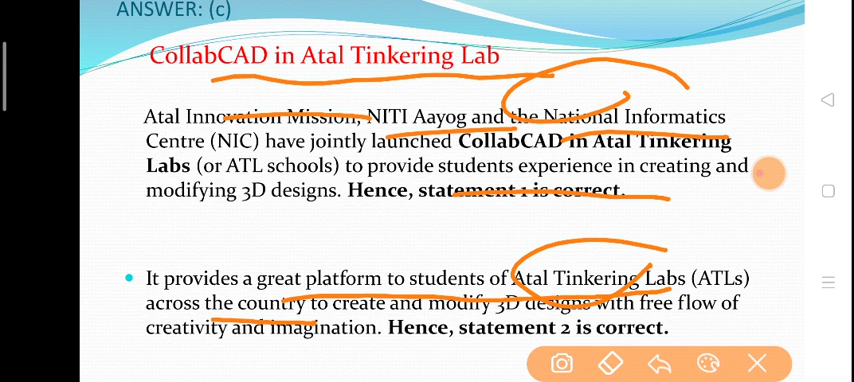 ANSWER: (c)
CollabCAD in Atal Tinkering Lab
Atal Innovation Mission, NITI Aayog and the National Informatics
Centre (NIC) have jointly launched CollabCAD in Atal Tinkering
Labs (or ATL schools) to provide students experience in creating and
modifying 3D designs. Hence, statement 1 is correct.
• It provides a great platform to students of Atal Tinkering Labs (ATLs)
across the country to create and modify 3D designs with free flow of
creativity and imagination. Hence, statement 2 is correct.